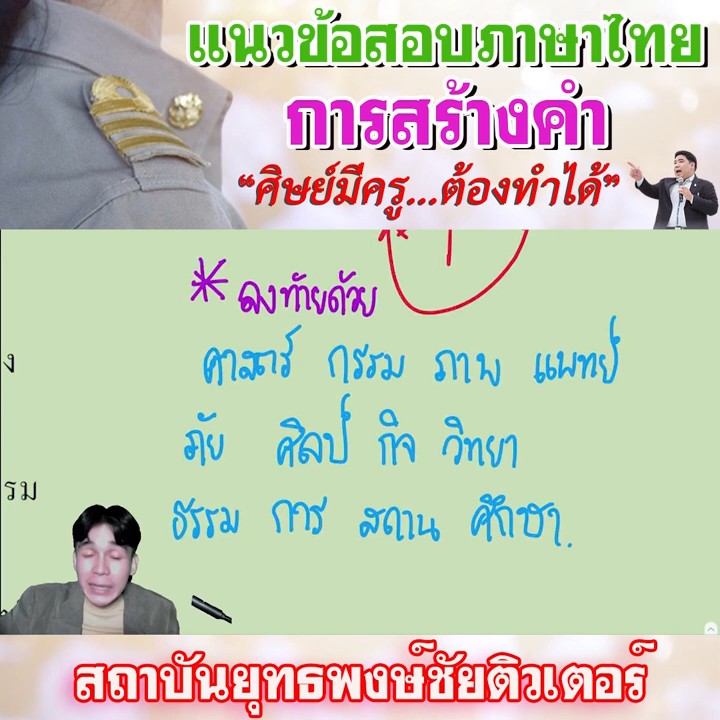 แนวข้อสอบภาษาไทย
การสร้างคำ
“ศิษย์มีครู...ต้องทำได้”
* ลงท้ายด้วย
ง
ศาสตร์ กรรม ภาพ แพทย์
ภัย ศิลป์ กิจ วิทยา
รม
ธรรม การ สถาน ศึกษา.
สถาบันยุทธพงษ์ชัยติวเตอร์